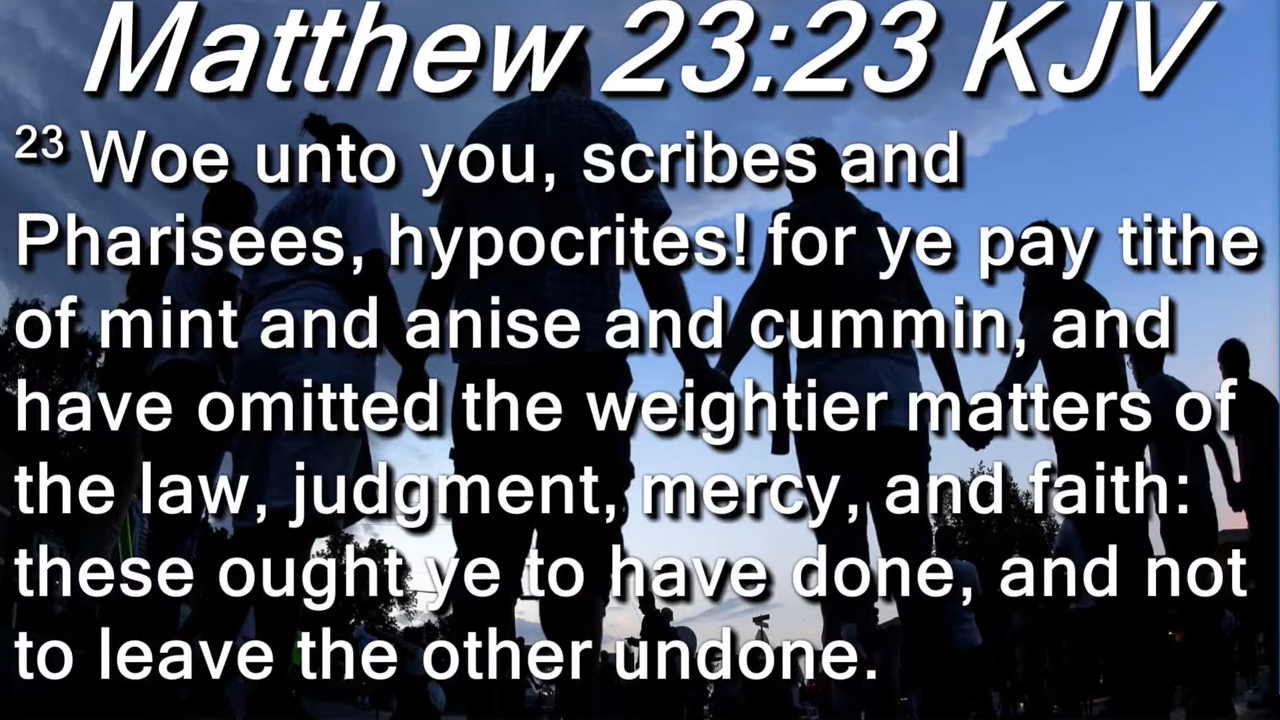 Matthew 23:23 KJV
23 Woe unto you, scribes and
Pharisees, hypocrites! for ye pay tithe
of mint and anise and cummin, and
have omitted the weightier matters of
the law, judgment, mercy, and faith:
these ought ye to have done, and not
to leave the other undone.